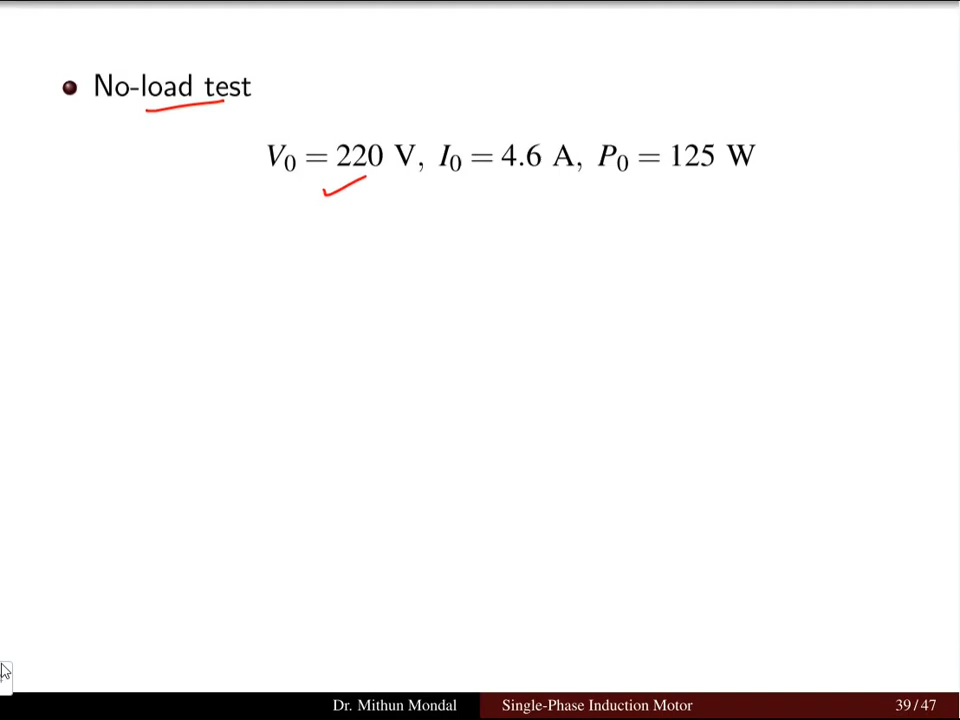 No-load test
V₀ = 220 V, I₀ = 4.6 A, P₀ = 125 W
Dr. Mithun Mondal Single-Phase Induction Motor 39 / 47